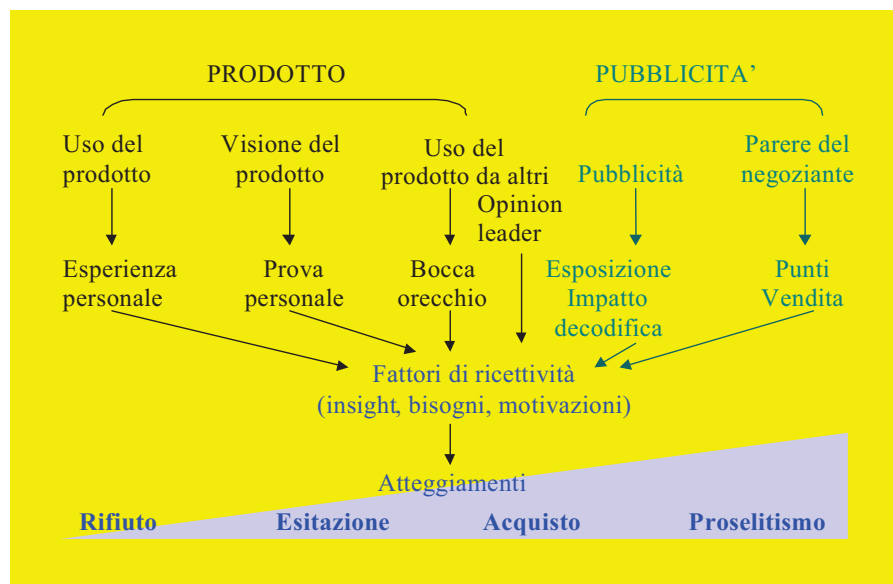 PRODOTTO
PUBBLICITA’
Uso del
prodotto
Visione del
prodotto
Uso del
prodotto da altri
Opinion
leader
Pubblicità
Parere del
negoziante
Esperienza
personale
Prova
personale
Bocca
orecchio
Esposizione
Impatto
decodifica
Punti
Vendita
Fattori di ricettività
(insight, bisogni, motivazioni)
Atteggiamenti
Rifiuto
Esitazione
Acquisto
Proselitismo